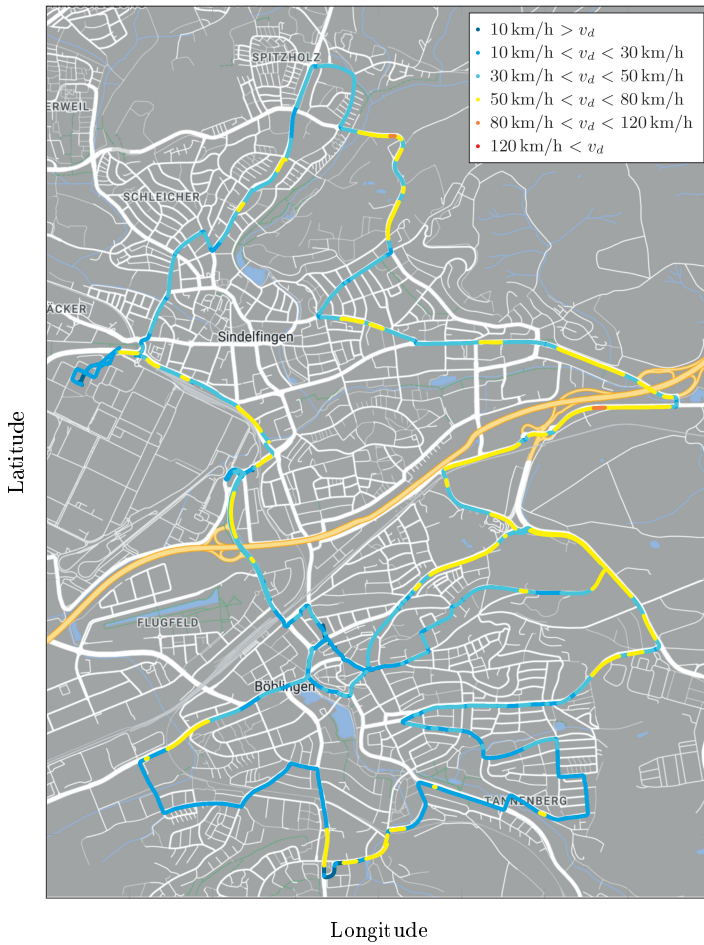 10 km/h > v_d
10 km/h < v_d < 30 km/h
30 km/h < v_d < 50 km/h
50 km/h < v_d < 80 km/h
80 km/h < v_d < 120 km/h
120 km/h < v_d
SPITZHOLZ
ERWEIL
SCHLEICHER
ÄCKER
Sindelfingen
Latitude
FLUGFELD
Böblingen
TANNENBERG
Longitude